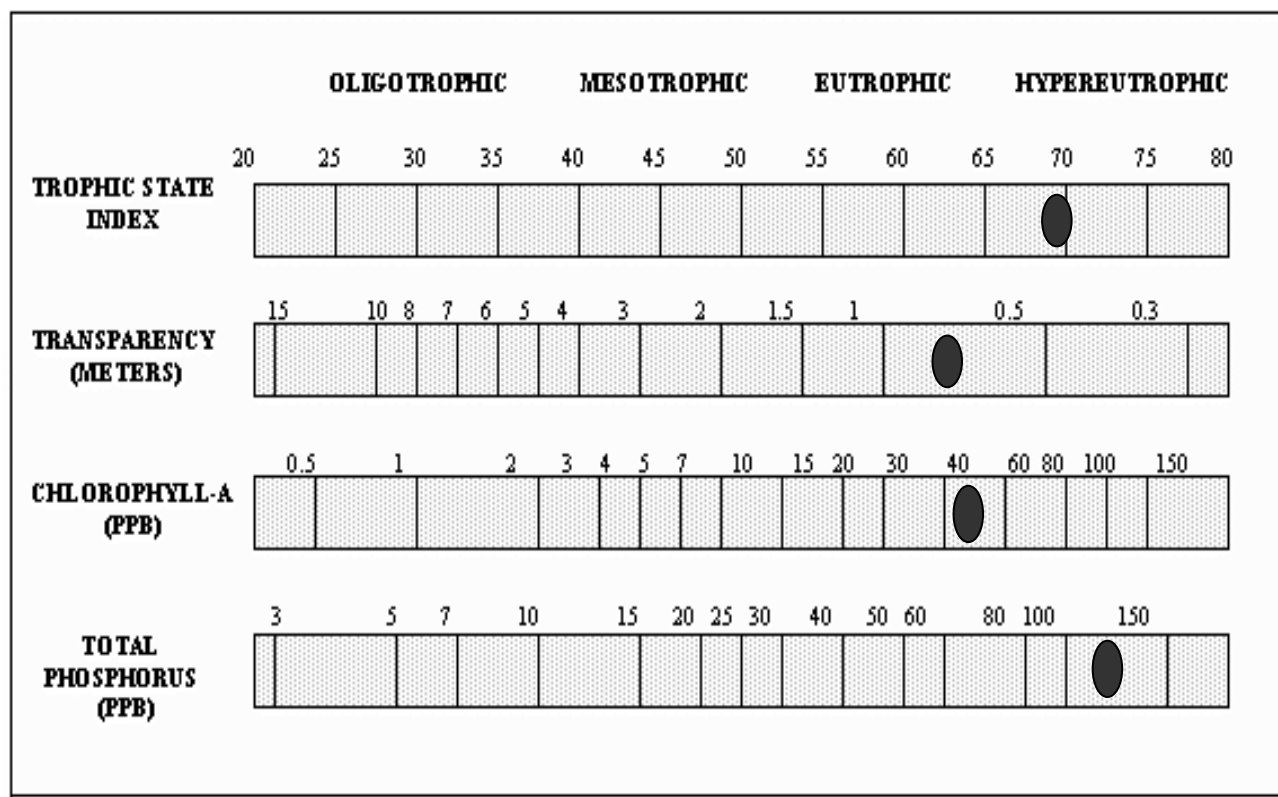 OLIGOTROPHIC MESOTROPHIC EUTROPHIC HYPEREUTROPHIC
20 25 30 35 40 45 50 55 60 65 70 75 80
TROPHIC STATE
INDEX
15 10 8 7 6 5 4 3 2 1.5 1 0.5 0.3
TRANSPARENCY
(METERS)
0.5 1 2 3 4 5 7 10 15 20 30 40 60 80 100 150
CHLOROPHYLL-A
(PPB)
3 5 7 10 15 20 25 30 40 50 60 80 100 150
TOTAL
PHOSPHORUS
(PPB)